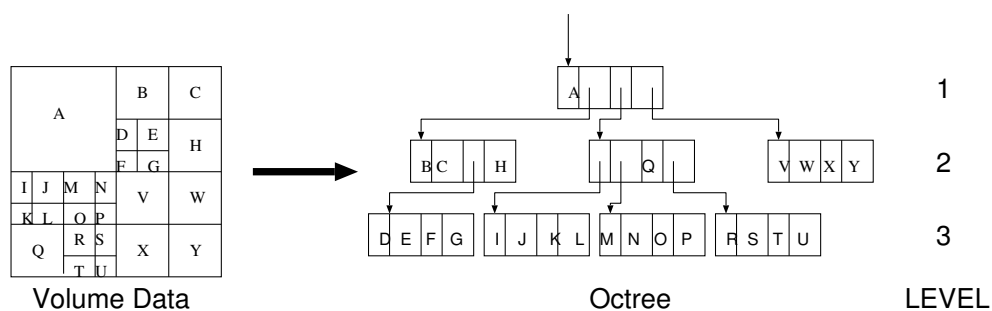 A B C
D E H
F G
I J M N V W
K L O P
Q R S X Y
T U
Volume Data
A 1
B C H Q V W X Y 2
D E F G I J K L M N O P R S T U 3
Octree LEVEL